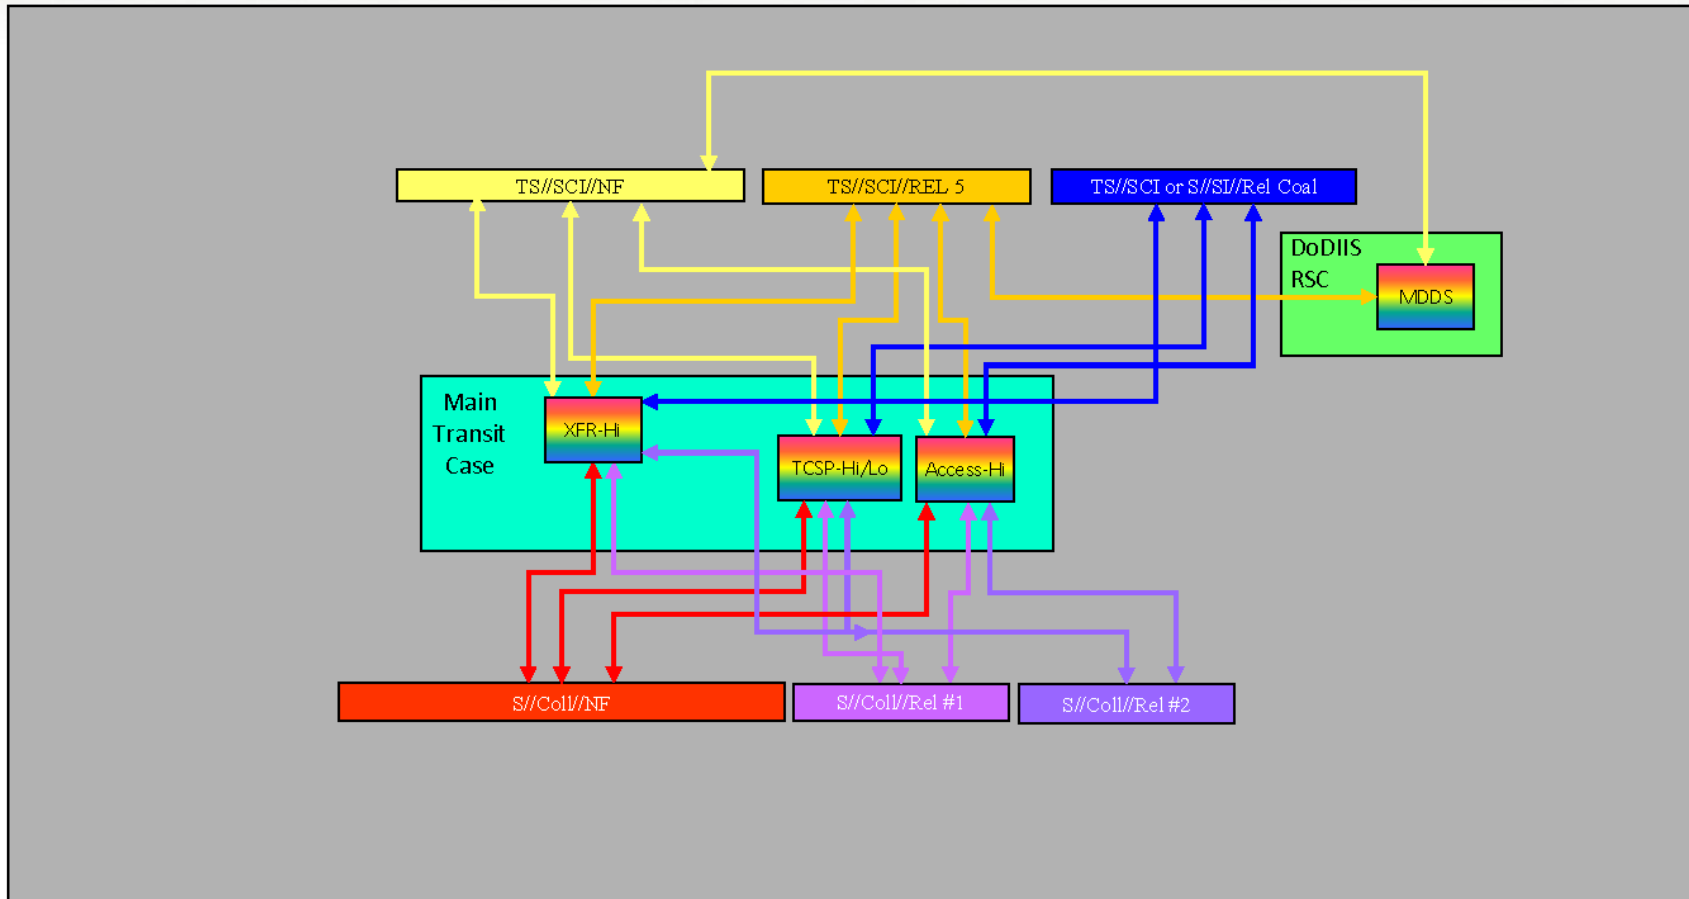 TS//SCI//NF
TS//SCI//REL 5
TS//SCI or S//SI//Rel Coal
DoDIIS
RSC
MDDS
Main
Transit
Case
XFR-Hi
TCSP-Hi/Lo
Access-Hi
S//Coll//NF
S//Coll//Rel #1
S//Coll//Rel #2